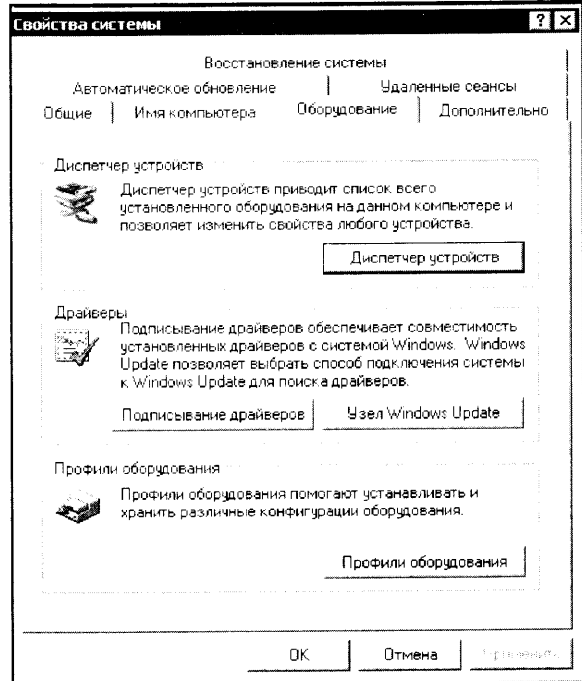 Свойства системы
Восстановление системы
Автоматическое обновление Удаленные сеансы
Общие Имя компьютера Оборудование Дополнительно
Диспетчер устройств
Диспетчер устройств приводит список всего
установленного оборудования на данном компьютере и
позволяет изменить свойства любого устройства.
Диспетчер устройств
Драйверы
Подписывание драйверов обеспечивает совместимость
установленных драйверов с системой Windows. Windows
Update позволяет выбрать способ подключения системы
к Windows Update для поиска драйверов.
Подписывание драйверов Узел Windows Update
Профили оборудования
Профили оборудования помогают устанавливать и
хранить различные конфигурации оборудования.
Профили оборудования
OK Отмена Применить